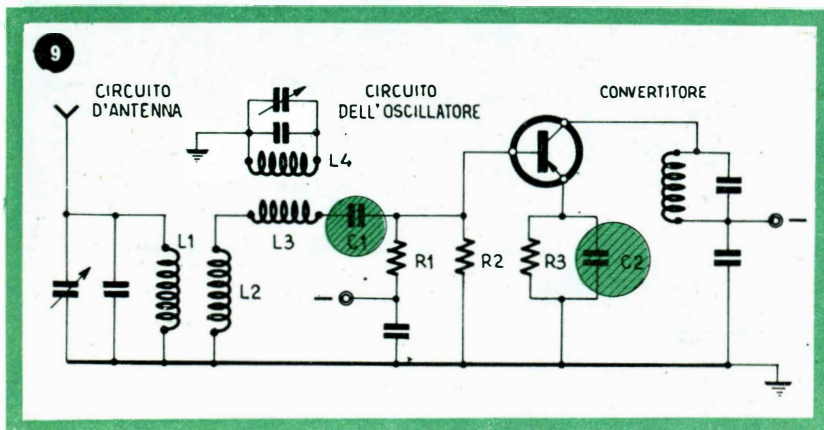 9
CIRCUITO
D'ANTENNA
CIRCUITO
DELL'OSCILLATORE
CONVERTITORE
L4
L1
L3
C1
L2
R1
R2
R3
C2